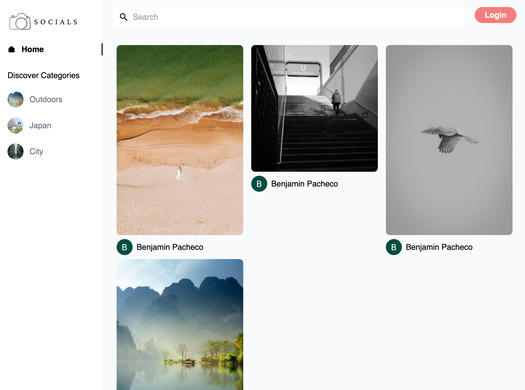 SOCIALS
Search
Login
Home
Discover Categories
Outdoors
Japan
City
U
B Benjamin Pacheco
B Benjamin Pacheco
B Benjamin Pacheco